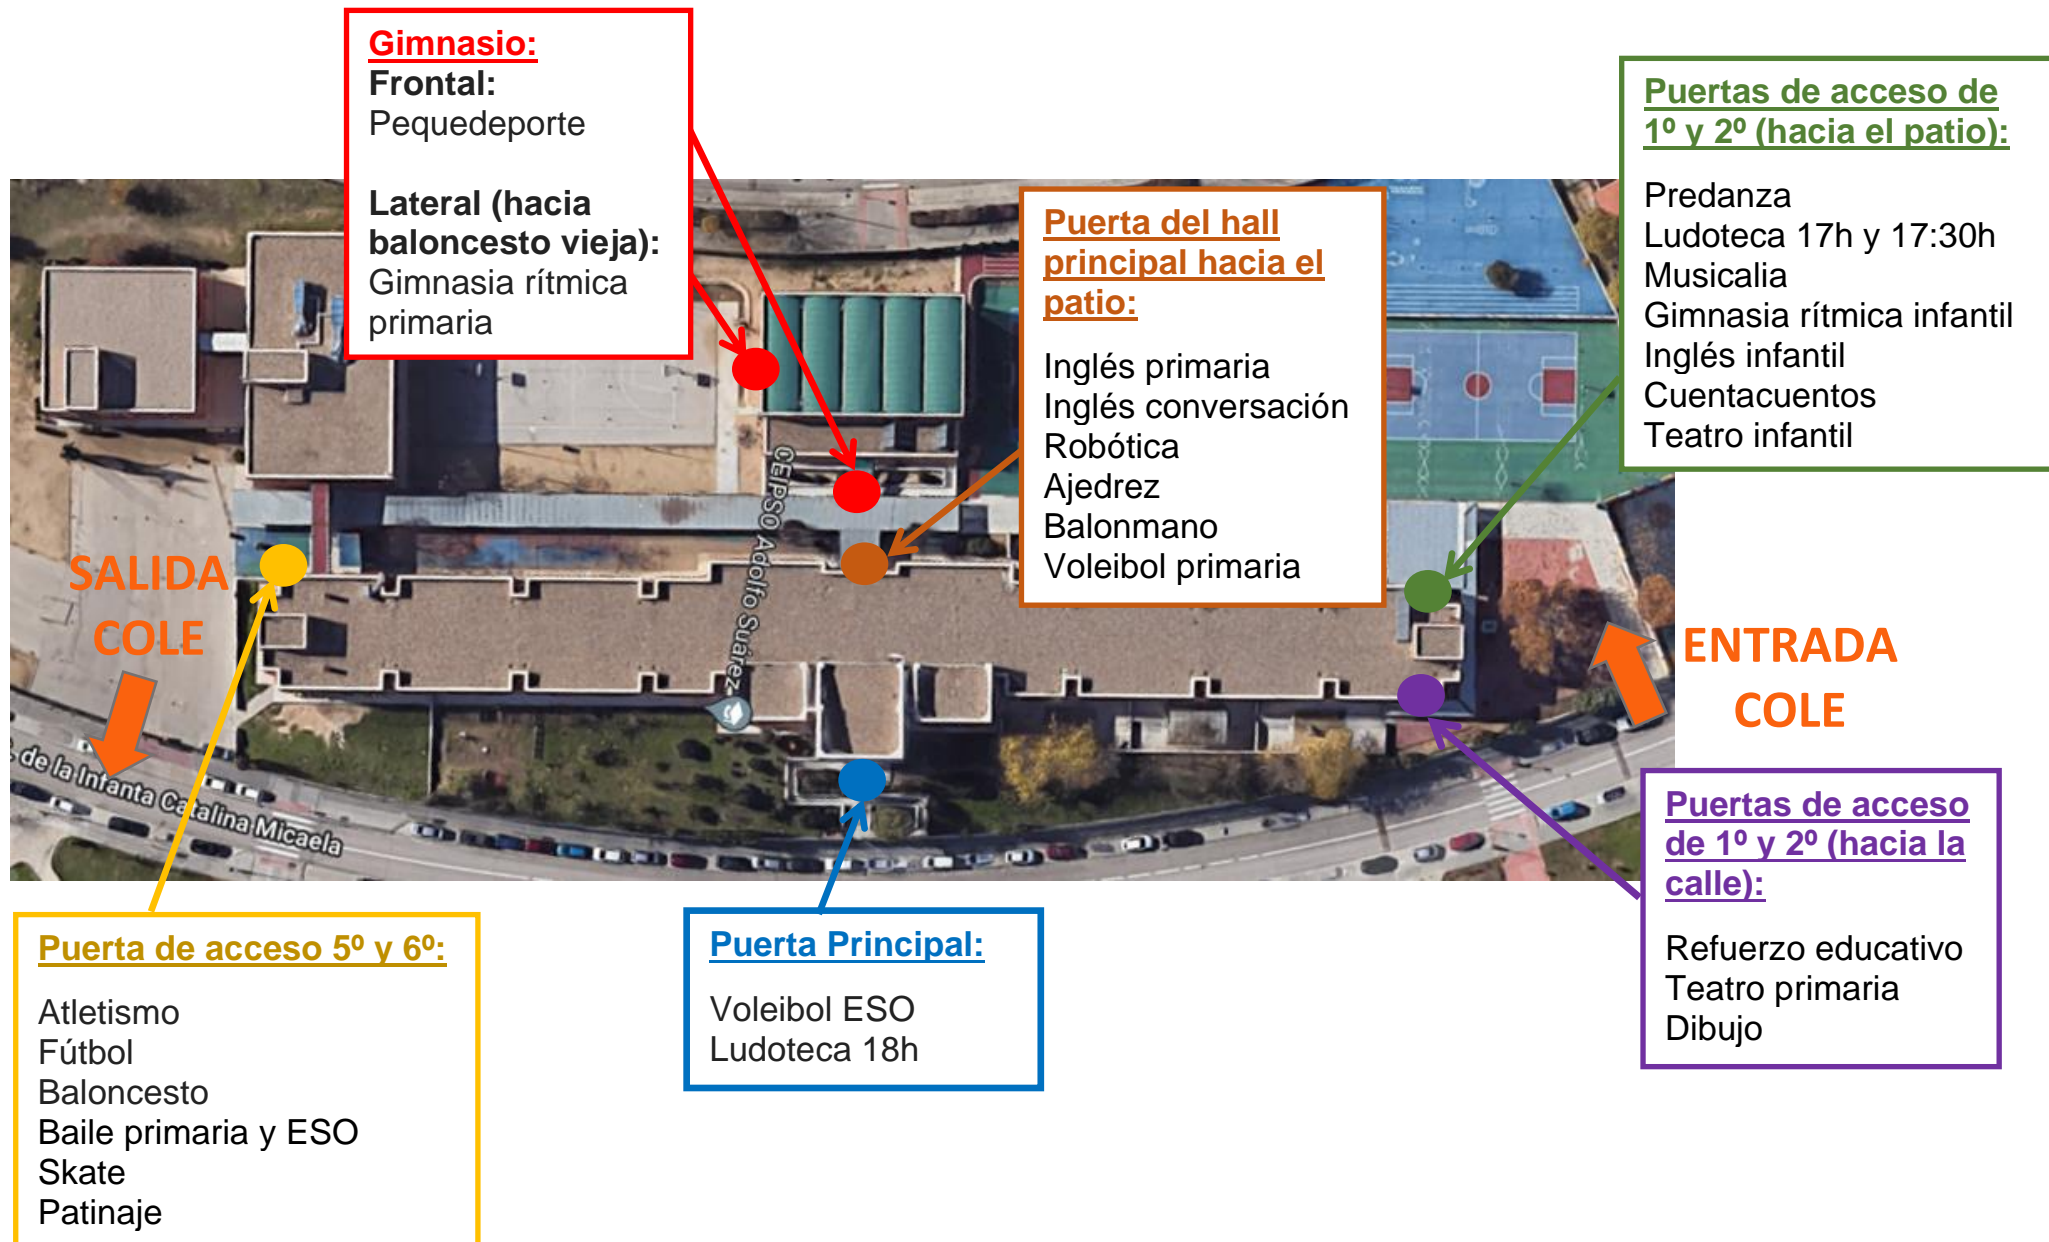 Gimnasio:
Frontal:
Pequedeporte
Lateral (hacia
baloncesto vieja):
Gimnasia rítmica
primaria
Puertas de acceso de
1º y 2º (hacia el patio):
Predanza
Ludoteca 17h y 17:30h
Musicalia
Gimnasia rítmica infantil
Inglés infantil
Cuentacuentos
Teatro infantil
Puerta del hall
principal hacia el
patio:
Inglés primaria
Inglés conversación
Robótica
Ajedrez
Balonmano
Voleibol primaria
CEIPSO Adolfo Suárez
SALIDA
COLE
ENTRADA
COLE
de la Infanta Catalina Micaela
Puerta de acceso 5º y 6º:
Atletismo
Fútbol
Baloncesto
Baile primaria y ESO
Skate
Patinaje
Puerta Principal:
Voleibol ESO
Ludoteca 18h
Puertas de acceso
de 1º y 2º (hacia la
calle):
Refuerzo educativo
Teatro primaria
Dibujo